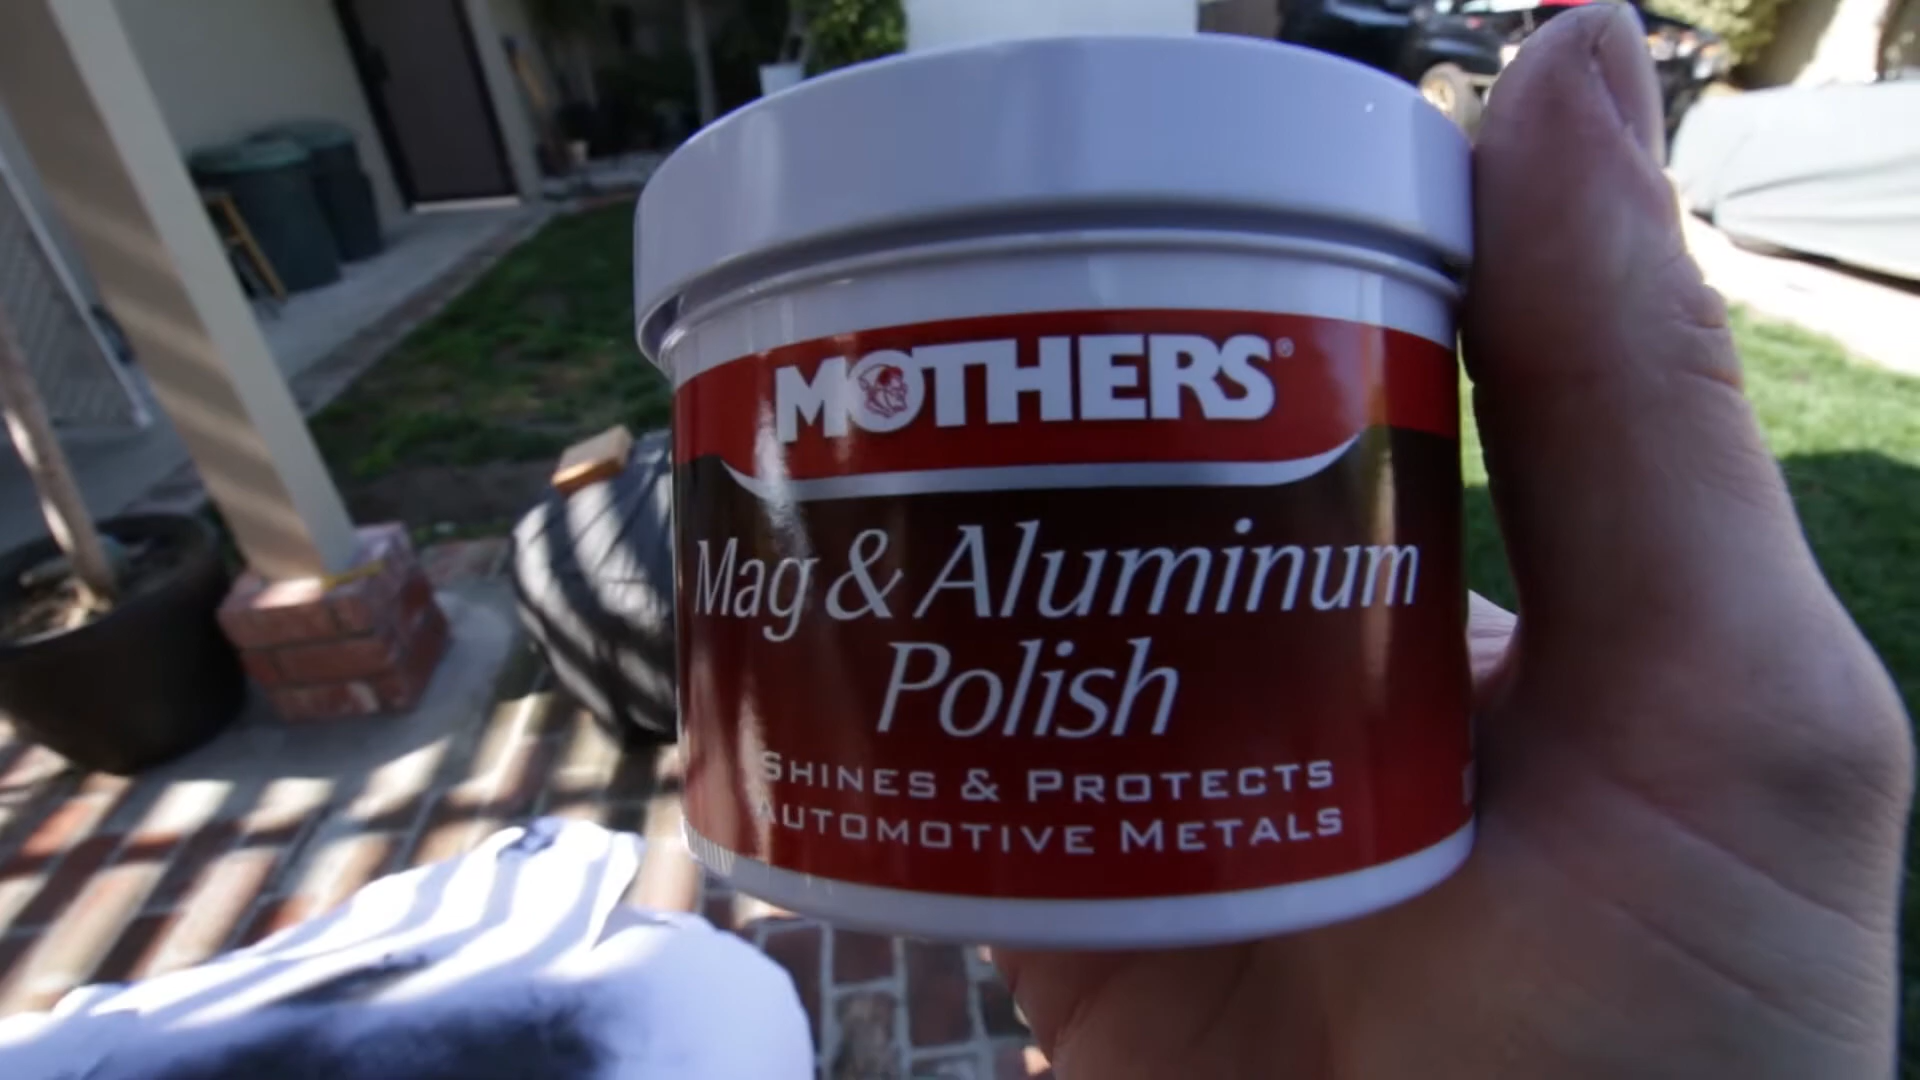 MOTHERS®
Mag & Aluminum
Polish
SHINES & PROTECTS
AUTOMOTIVE METALS